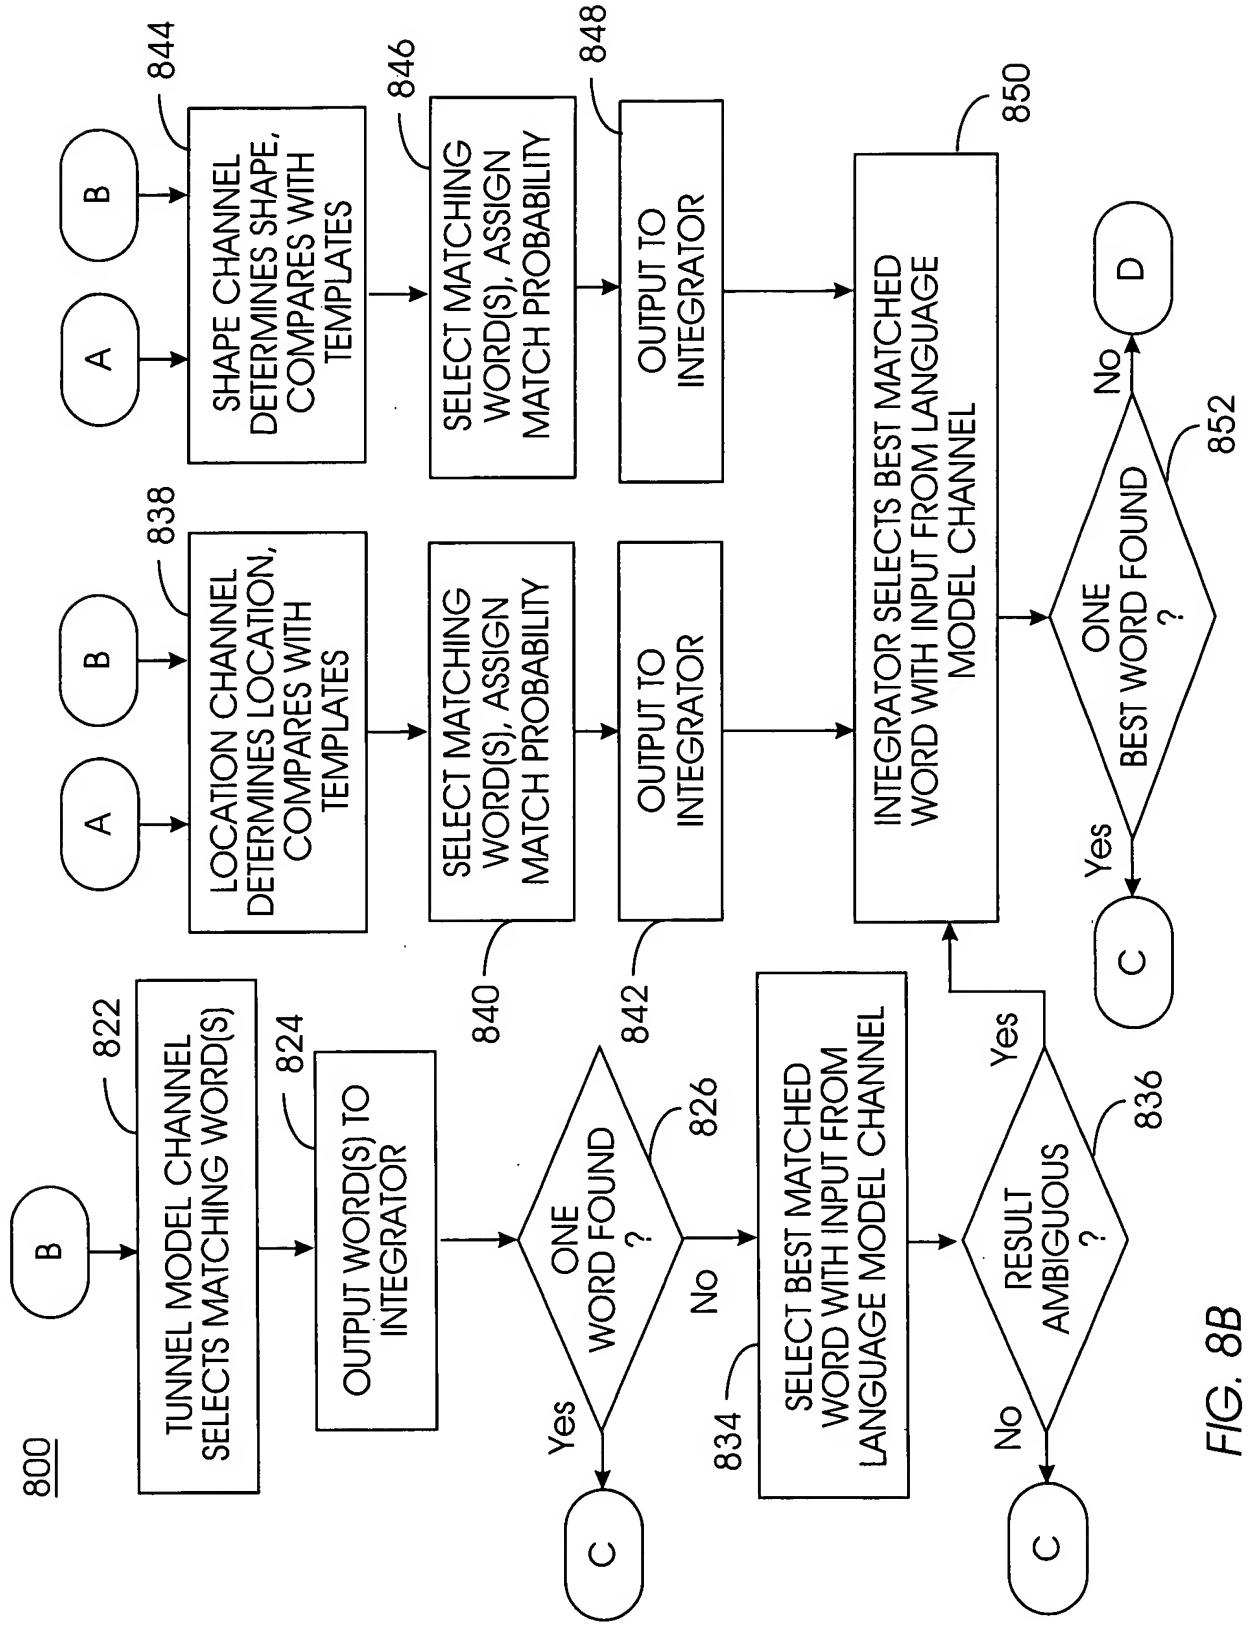 800
B
822
TUNNEL MODEL CHANNEL
SELECTS MATCHING WORD(S)
824
OUTPUT WORD(S) TO
INTEGRATOR
ONE
WORD FOUND
?
826
Yes
C
No
834
SELECT BEST MATCHED
WORD WITH INPUT FROM
LANGUAGE MODEL CHANNEL
RESULT
AMBIGUOUS
?
836
No
C
Yes
A
B
838
LOCATION CHANNEL
DETERMINES LOCATION,
COMPARES WITH
TEMPLATES
840
SELECT MATCHING
WORD(S), ASSIGN
MATCH PROBABILITY
842
OUTPUT TO
INTEGRATOR
A
B
844
SHAPE CHANNEL
DETERMINES SHAPE,
COMPARES WITH
TEMPLATES
846
SELECT MATCHING
WORD(S), ASSIGN
MATCH PROBABILITY
848
OUTPUT TO
INTEGRATOR
850
INTEGRATOR SELECTS BEST MATCHED
WORD WITH INPUT FROM LANGUAGE
MODEL CHANNEL
ONE
BEST WORD FOUND
?
852
Yes
C
No
D
FIG. 8B